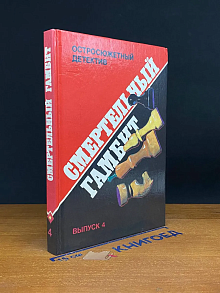 ОСТРОСЮЖЕТНЫЙ
ДЕТЕКТИВ
СМЕРТЕЛЬНЫЙ
ГАМБИТ
ВЫПУСК 4
СМЕРТЕЛЬНЫЙ ГАМБИТ
4
КНИГОЕД